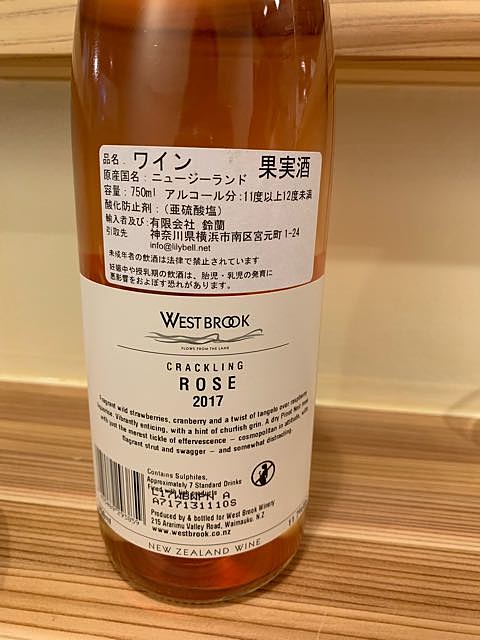 品名: ワイン 果実酒
原産国名: ニュージーランド
容量: 750ml アルコール分: 11度以上12度未満
酸化防止剤: (亜硫酸塩)
輸入者及び: 有限会社 鈴蘭
引取先 神奈川県横浜市南区宮元町1-24
info@lilybell.net
未成年者の飲酒は法律で禁止されています
妊娠中や授乳期の飲酒は、胎児・乳児の発育に
悪影響をおよぼす恐れがあります。
WEST BROOK
FLOWS FROM THE LAND
CRACKLING
ROSE
2017
Fragrant wild strawberries, cranberry and a twist of tangelo over raspberry
liquorice. Vibrantly enticing, with a hint of churlish grin. A dry Pinot Noir rosé
with just the merest tickle of effervescence – cosmopolitan in attitude, with
flagrant strut and swagger – and somewhat distracting.
Contains Sulphites,
Approximately 7 Standard Drinks
A717131110S
Produced by & bottled for West Brook Winery
215 Ararimu Valley Road, Waimauku, N.Z
www.westbrook.co.nz
NEW ZEALAND WINE